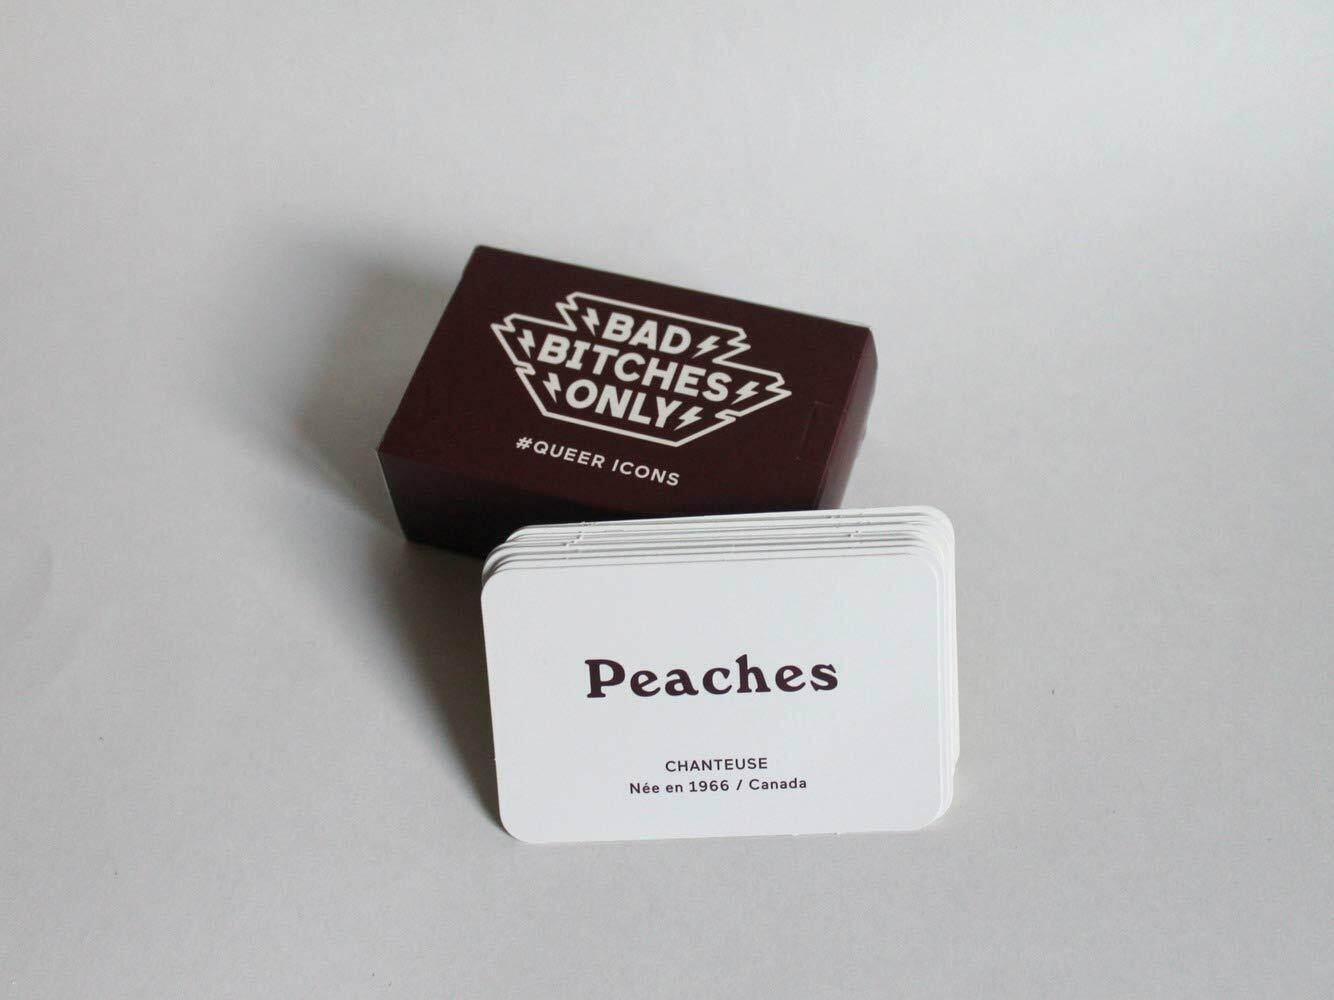 BAD
BITCHES
ONLY
#QUEER ICONS
Peaches
CHANTEUSE
Née en 1966 / Canada